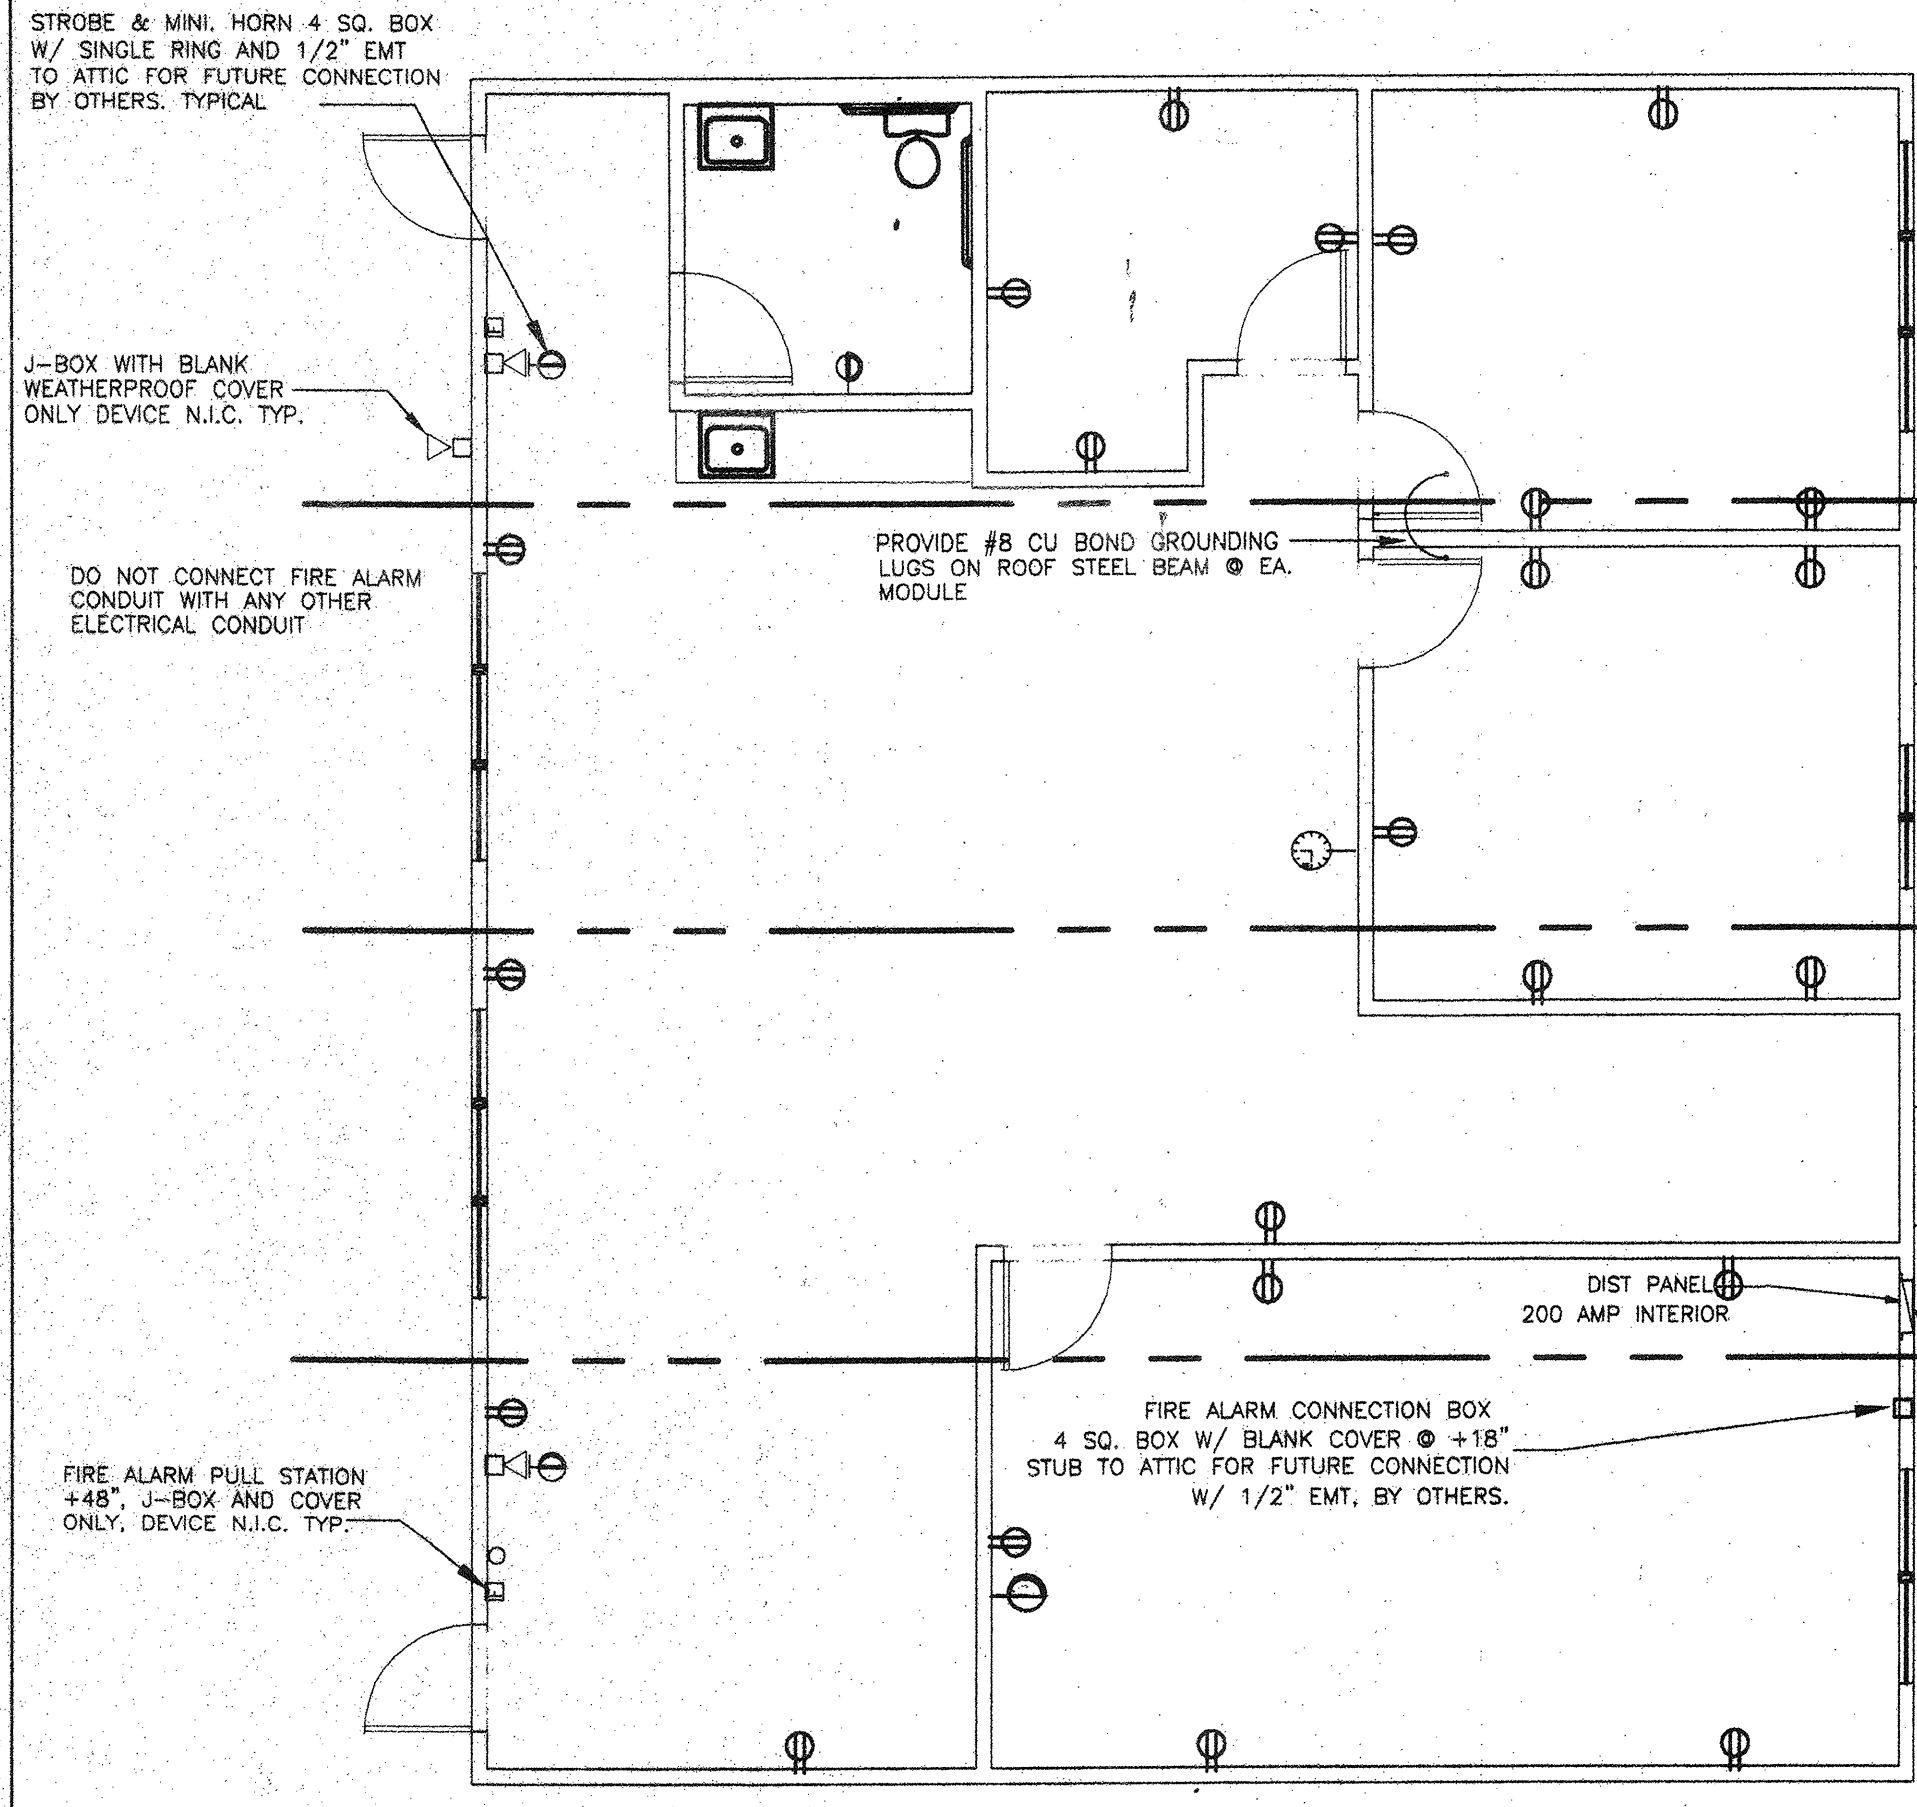 STROBE & MINI. HORN 4 SQ. BOX
W/ SINGLE RING AND 1/2" EMT
TO ATTIC FOR FUTURE CONNECTION
BY OTHERS. TYPICAL
J-BOX WITH BLANK
WEATHERPROOF COVER
ONLY DEVICE N.I.C. TYP.
DO NOT CONNECT FIRE ALARM
CONDUIT WITH ANY OTHER
ELECTRICAL CONDUIT
PROVIDE #8 CU BOND GROUNDING
LUGS ON ROOF STEEL BEAM @ EA.
MODULE
DIST PANEL
200 AMP INTERIOR
FIRE ALARM CONNECTION BOX
4 SQ. BOX W/ BLANK COVER @ +18"
STUB TO ATTIC FOR FUTURE CONNECTION
W/ 1/2" EMT, BY OTHERS.
FIRE ALARM PULL STATION
+48", J-BOX AND COVER
ONLY, DEVICE N.I.C. TYP.